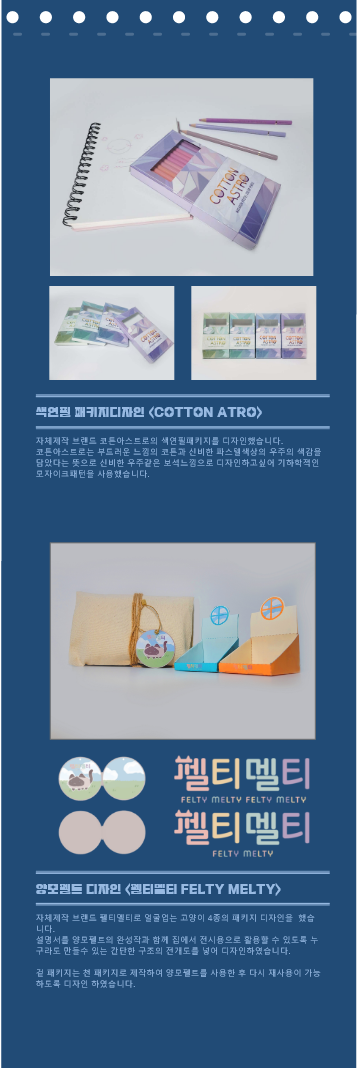 COTTON
ASTRO
색연필 패키지디자인 <COTTON ATRO>
자체제작 브랜드 코튼아스트로의 색연필패키지를 디자인했습니다.
코튼아스트로는 부드러운 느낌의 코튼과 신비한 파스텔색상의 우주의 색감을
담았다는 뜻으로 신비한 우주같은 보석느낌으로 디자인하고싶어 기하학적인
모자이크패턴을 사용했습니다.
펠티멜티
FELTY MELTY FELTY MELTY
펠티멜티
FELTY MELTY
양모펠트 디자인 <펠티멜티 FELTY MELTY>
자체제작 브랜드 펠티멜티로 얼굴없는 고양이 4종의 패키지 디자인을 했습
니다.
설명서를 양모펠트의 완성작과 함께 집에서 전시용으로 활용할 수 있도록 누
구라도 만들수 있는 간단한 구조의 전개도를 넣어 디자인하였습니다.
겉 패키지는 천 패키지로 제작하여 양모펠트를 사용한 후 다시 재사용이 가능
하도록 디자인 하였습니다.